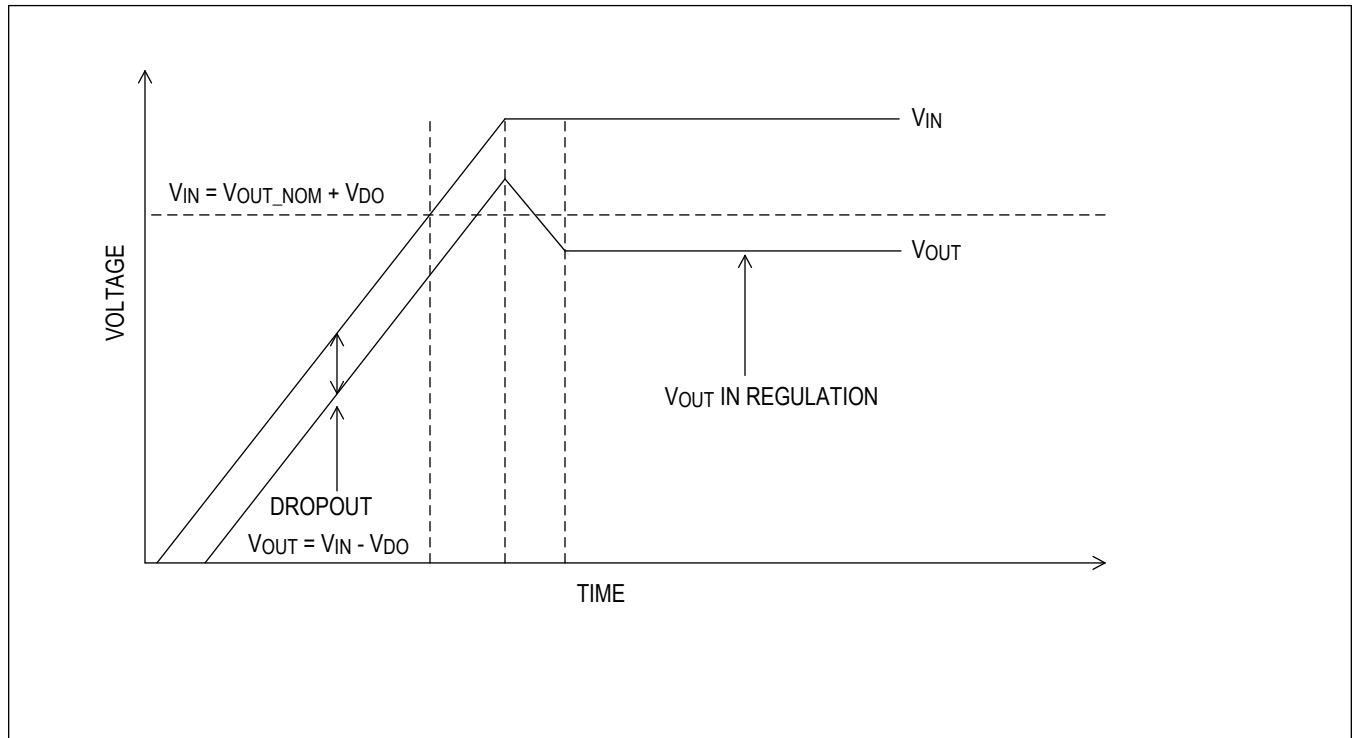 VIN
VIN = VOUT_NOM + VDO
VOUT
VOLTAGE
VOUT IN REGULATION
DROPOUT
VOUT = VIN - VDO
TIME